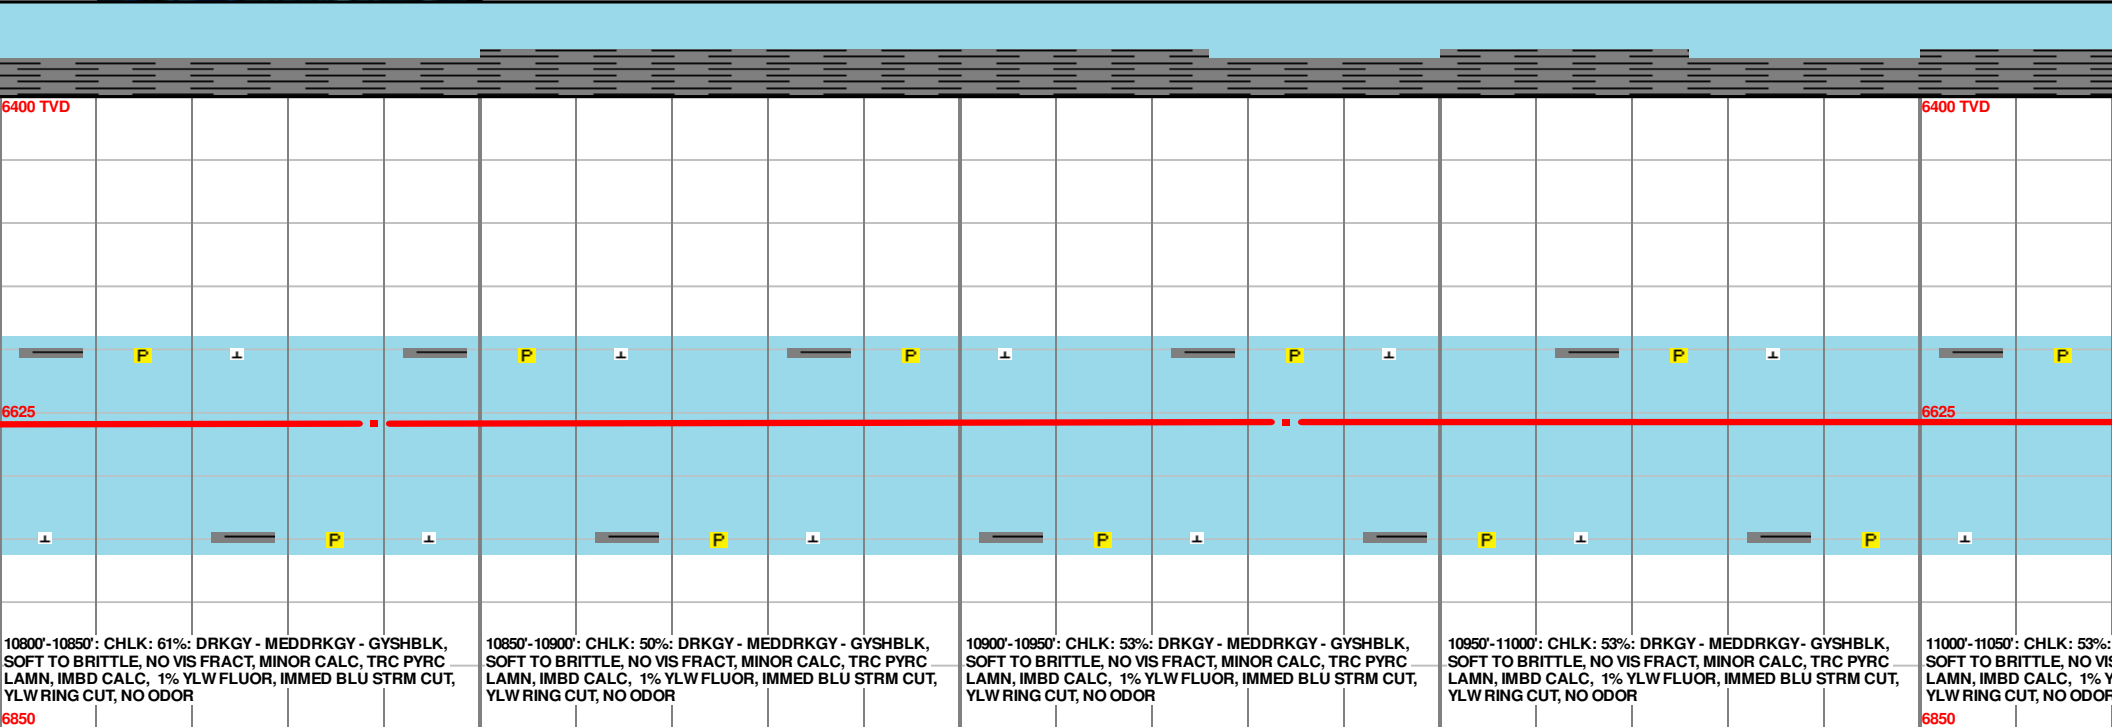 6400 TVD
6400 TVD
P P P P P P
6625
6625
P P P P P
10800'-10850': CHLK: 61%: DRKGY - MEDDRKGY - GYSHBLK,
SOFT TO BRITTLE, NO VIS FRACT, MINOR CALC, TRC PYRC
LAMN, IMBD CALC, 1% YLW FLUOR, IMMED BLU STRM CUT,
YLW RING CUT, NO ODOR
10850'-10900': CHLK: 50%: DRKGY - MEDDRKGY - GYSHBLK,
SOFT TO BRITTLE, NO VIS FRACT, MINOR CALC, TRC PYRC
LAMN, IMBD CALC, 1% YLW FLUOR, IMMED BLU STRM CUT,
YLW RING CUT, NO ODOR
10900'-10950': CHLK: 53%: DRKGY - MEDDRKGY - GYSHBLK,
SOFT TO BRITTLE, NO VIS FRACT, MINOR CALC, TRC PYRC
LAMN, IMBD CALC, 1% YLW FLUOR, IMMED BLU STRM CUT,
YLW RING CUT, NO ODOR
10950'-11000': CHLK: 53%: DRKGY - MEDDRKGY - GYSHBLK,
SOFT TO BRITTLE, NO VIS FRACT, MINOR CALC, TRC PYRC
LAMN, IMBD CALC, 1% YLW FLUOR, IMMED BLU STRM CUT,
YLW RING CUT, NO ODOR
11000'-11050': CHLK: 53%:
SOFT TO BRITTLE, NO VIS
LAMN, IMBD CALC, 1% Y
YLW RING CUT, NO ODOR
6850
6850